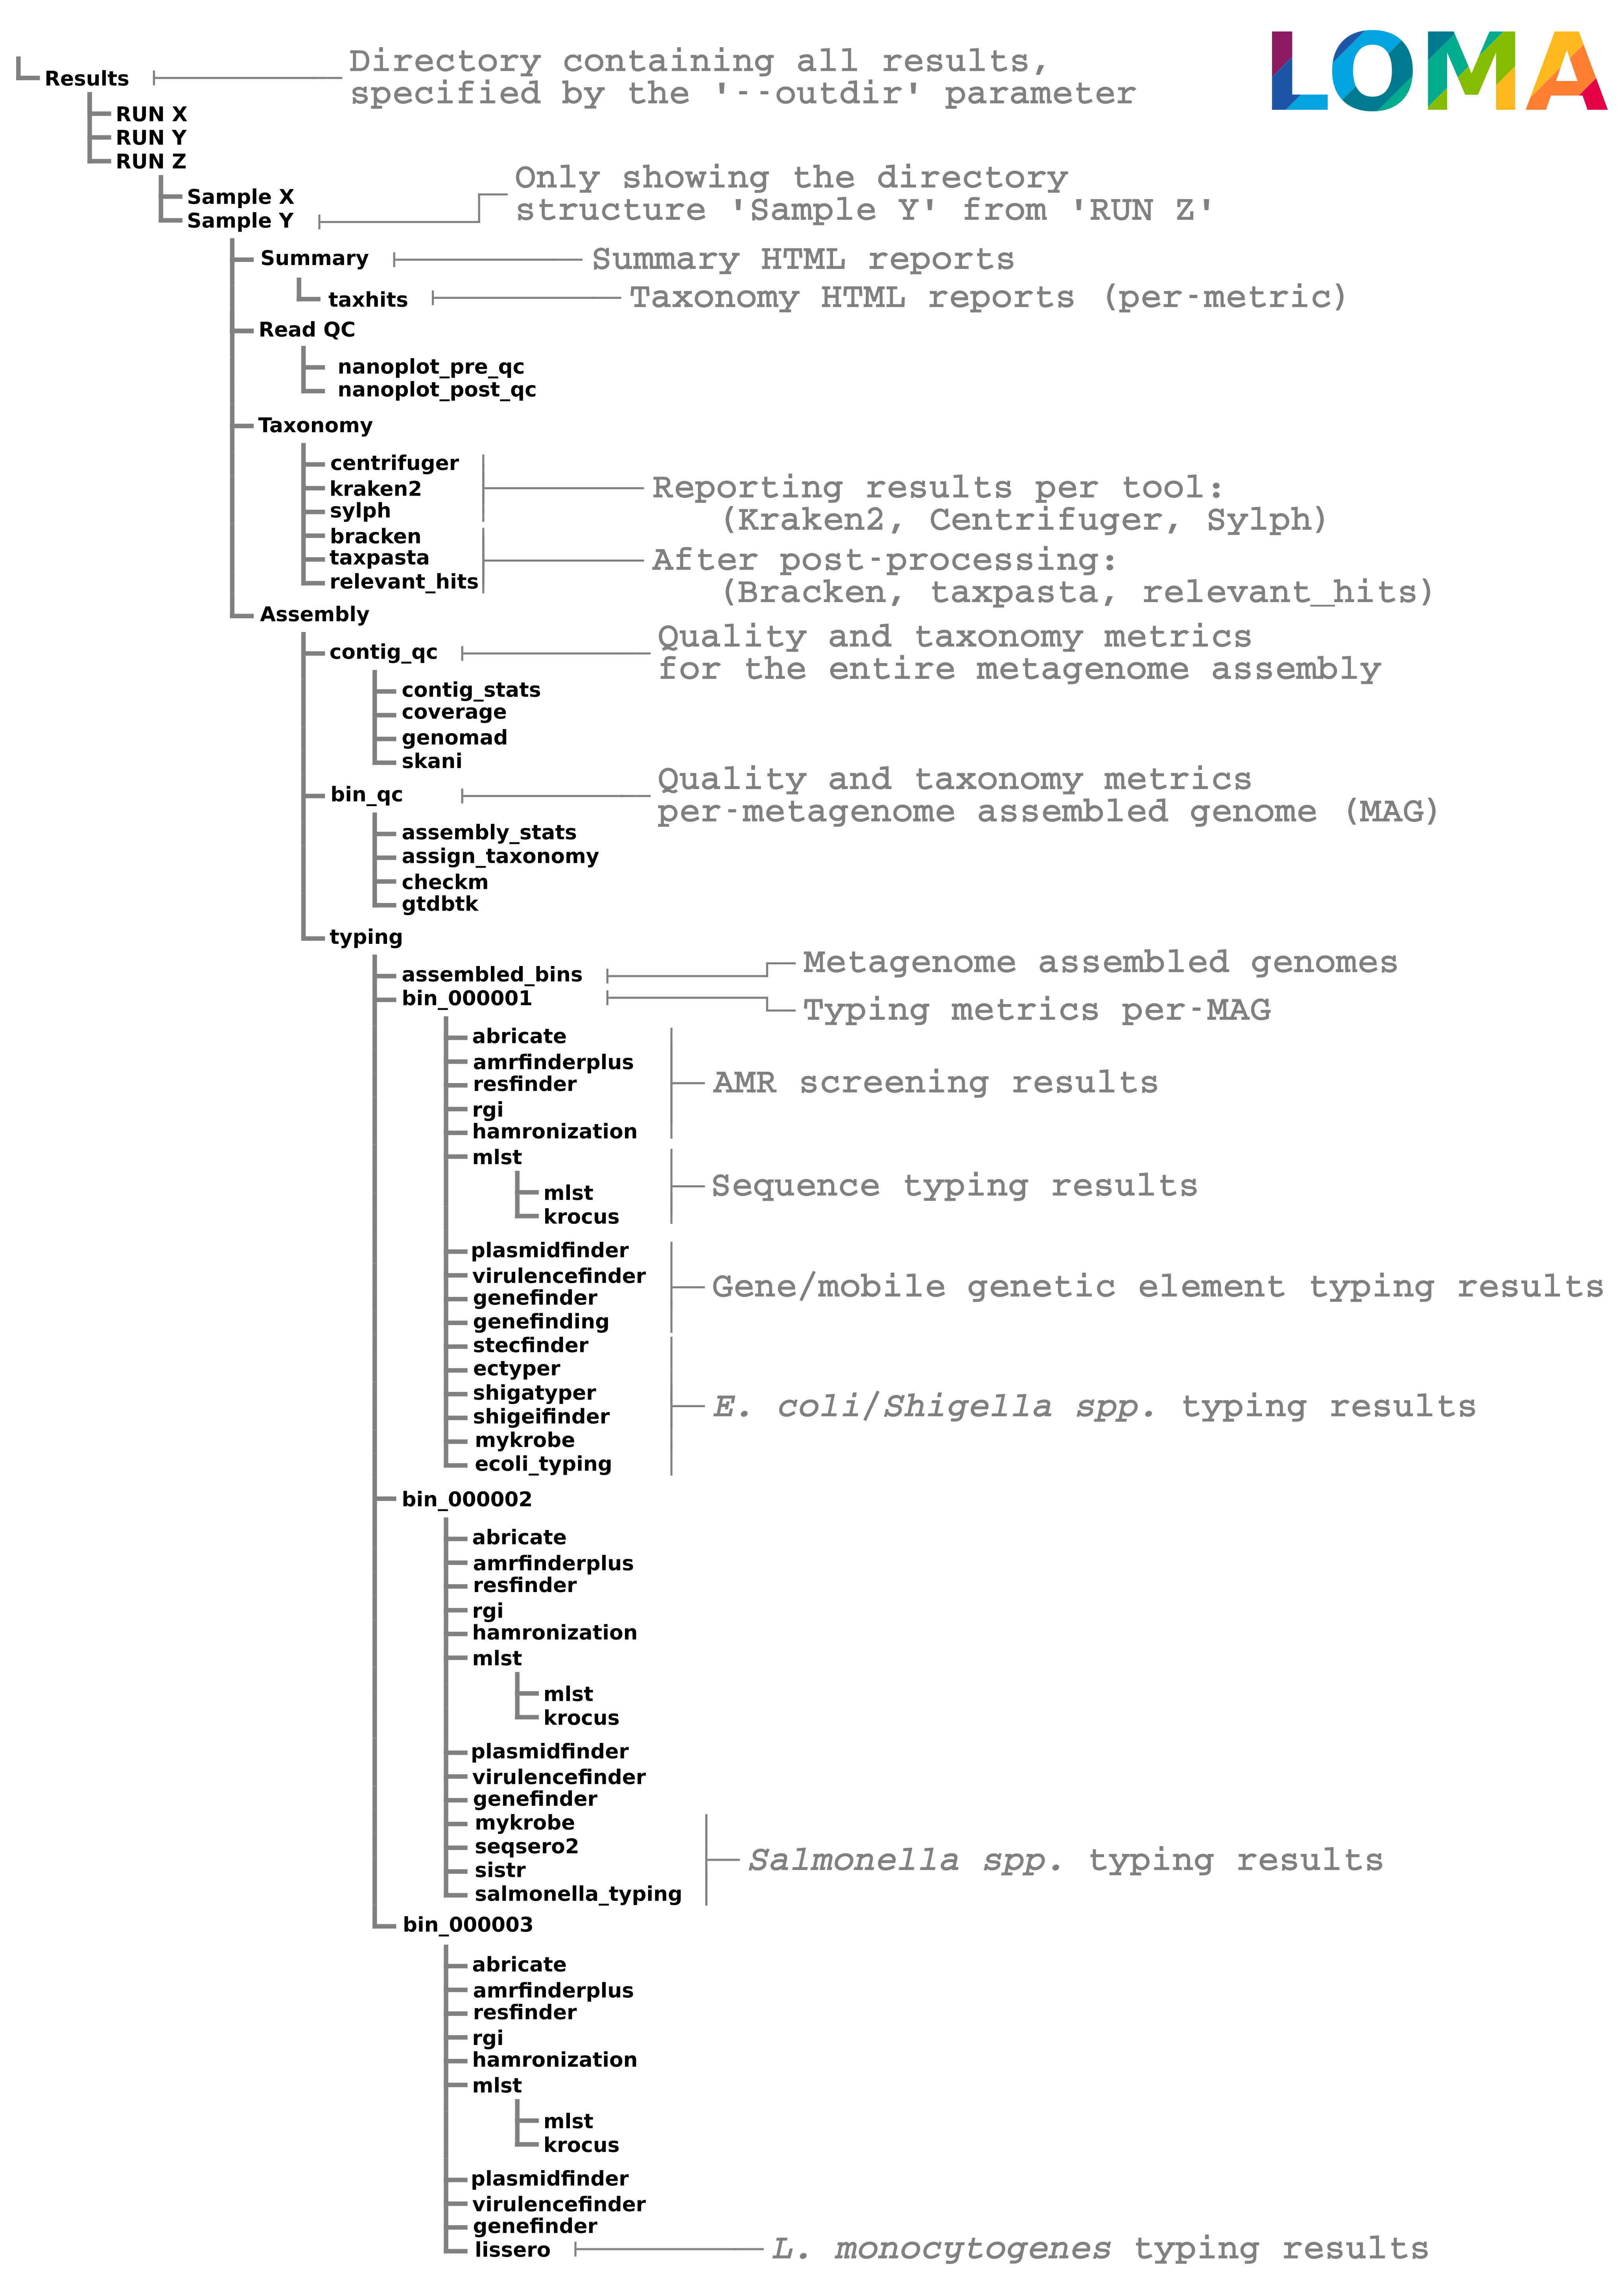 LOMA
Results
Directory containing all results,
specified by the '--outdir' parameter
RUN X
RUN Y
RUN Z
Sample X
Sample Y
Only showing the directory
structure 'Sample Y' from 'RUN Z'
Summary
Summary HTML reports
taxhits
Taxonomy HTML reports (per-metric)
Read QC
nanoplot_pre_qc
nanoplot_post_qc
Taxonomy
centrifuger
kraken2
sylph
Reporting results per tool:
(Kraken2, Centrifuger, Sylph)
bracken
taxpasta
relevant_hits
After post-processing:
(Bracken, taxpasta, relevant_hits)
Assembly
contig_qc
Quality and taxonomy metrics
for the entire metagenome assembly
contig_stats
coverage
genomad
skani
bin_qc
Quality and taxonomy metrics
per-metagenome assembled genome (MAG)
assembly_stats
assign_taxonomy
checkm
gtdbtk
typing
assembled_bins
Metagenome assembled genomes
bin_000001
Typing metrics per-MAG
abricate
amrfinderplus
resfinder
rgi
hamronization
AMR screening results
mlst
mlst
krocus
Sequence typing results
plasmidfinder
virulencefinder
genefinder
genefinding
Gene/mobile genetic element typing results
stecfinder
ectyper
shigatyper
shigeifinder
mykrobe
ecoli_typing
E. coli/Shigella spp. typing results
bin_000002
abricate
amrfinderplus
resfinder
rgi
hamronization
mlst
mlst
krocus
plasmidfinder
virulencefinder
genefinder
mykrobe
seqsero2
sistr
salmonella_typing
Salmonella spp. typing results
bin_000003
abricate
amrfinderplus
resfinder
rgi
hamronization
mlst
mlst
krocus
plasmidfinder
virulencefinder
genefinder
lissero
L. monocytogenes typing results